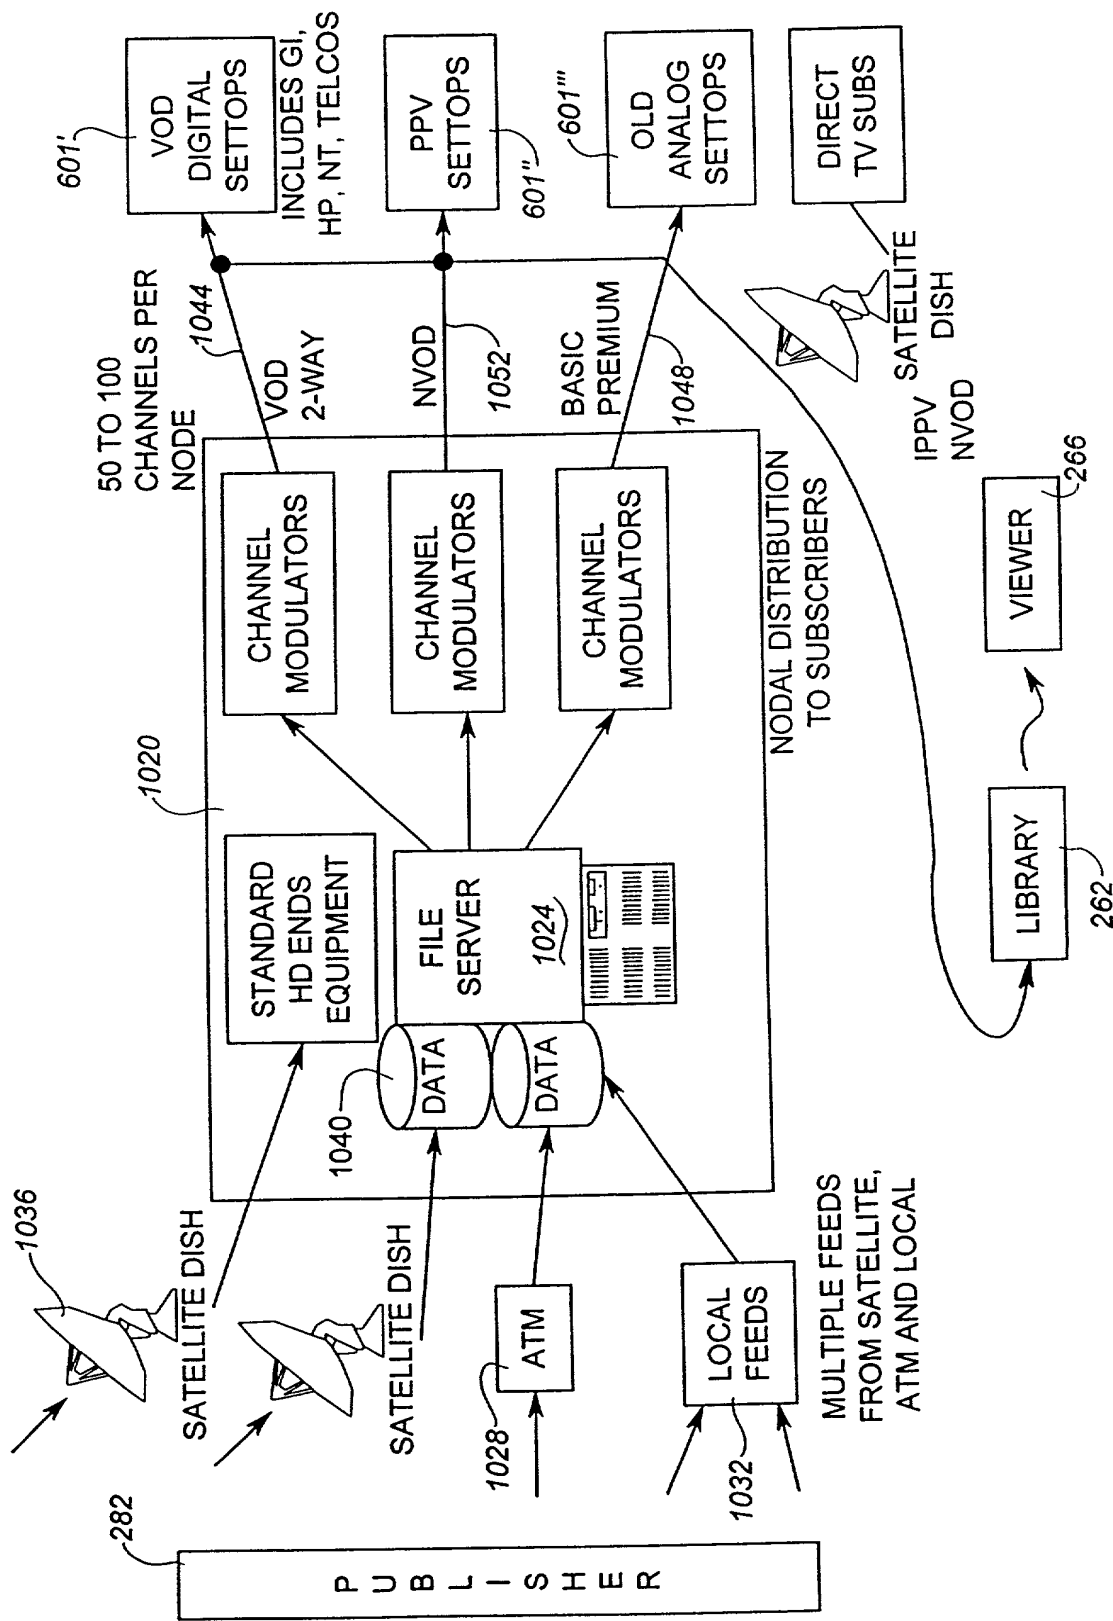 282
PUBLISHER
1036
SATELLITE DISH
SATELLITE DISH
1028
ATM
1032
LOCAL
FEEDS
MULTIPLE FEEDS
FROM SATELLITE,
ATM AND LOCAL
1020
STANDARD
HD ENDS
EQUIPMENT
1040
DATA
DATA
FILE
SERVER
1024
CHANNEL
MODULATORS
CHANNEL
MODULATORS
CHANNEL
MODULATORS
NODAL DISTRIBUTION
TO SUBSCRIBERS
50 TO 100
CHANNELS PER
NODE
1044
VOD
2-WAY
NVOD
1052
BASIC
PREMIUM
1048
601'
VOD
DIGITAL
SETTOPS
INCLUDES GI,
HP, NT, TELCOS
PPV
SETTOPS
601"
601'"
OLD
ANALOG
SETTOPS
DIRECT
TV SUBS
SATELLITE
DISH
IPPV
NVOD
LIBRARY
262
VIEWER
266